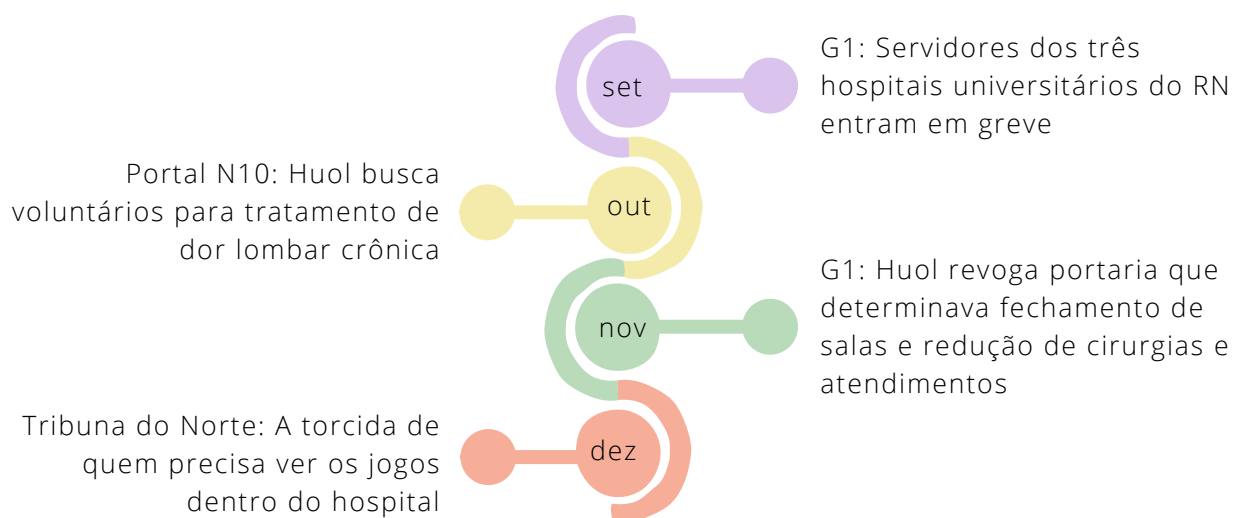 set
G1: Servidores dos três
hospitais universitários do RN
entram em greve
Portal N10: Huol busca
voluntários para tratamento de
dor lombar crônica
out
nov
G1: Huol revoga portaria que
determinava fechamento de
salas e redução de cirurgias e
atendimentos
Tribuna do Norte: A torcida de
quem precisa ver os jogos
dentro do hospital
dez